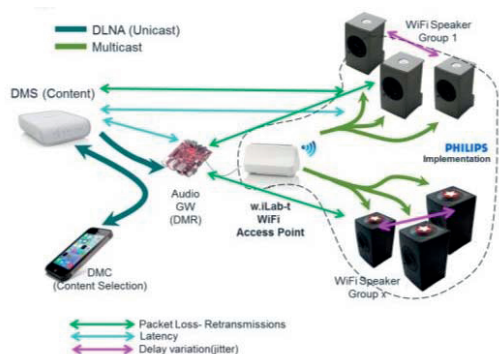 DLNA (Unicast)
Multicast
WiFi Speaker
Group 1
DMS (Content)
PHILIPS
Implementation
Audio
GW
(DMR)
w.iLab-t
WiFi
Access Point
DMC
(Content Selection)
WiFi Speaker
Group x
Packet Loss- Retransmissions
Latency
Delay variation(jitter)